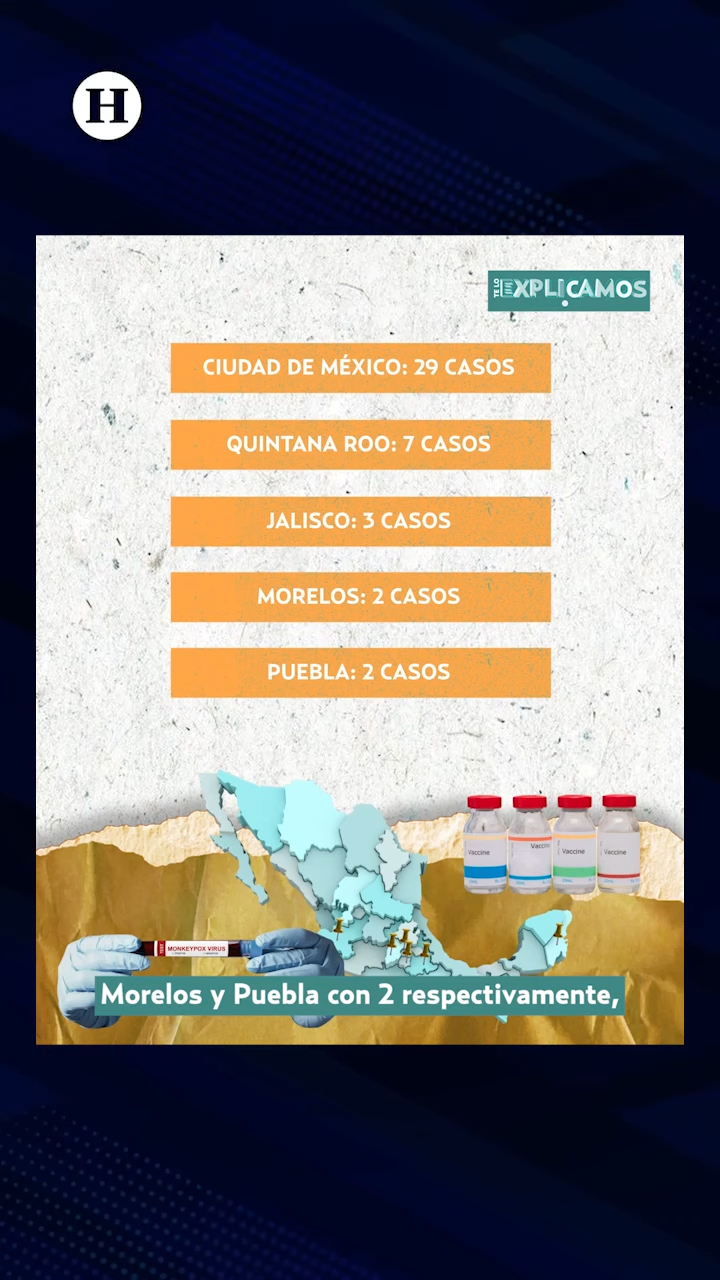 H
TE LO EXPLICAMOS
CIUDAD DE MÉXICO: 29 CASOS
QUINTANA ROO: 7 CASOS
JALISCO: 3 CASOS
MORELOS: 2 CASOS
PUEBLA: 2 CASOS
Vaccine
Vaccine
Vaccine
Vaccine
TEST
MONKEYPOX VIRUS
Morelos y Puebla con 2 respectivamente,